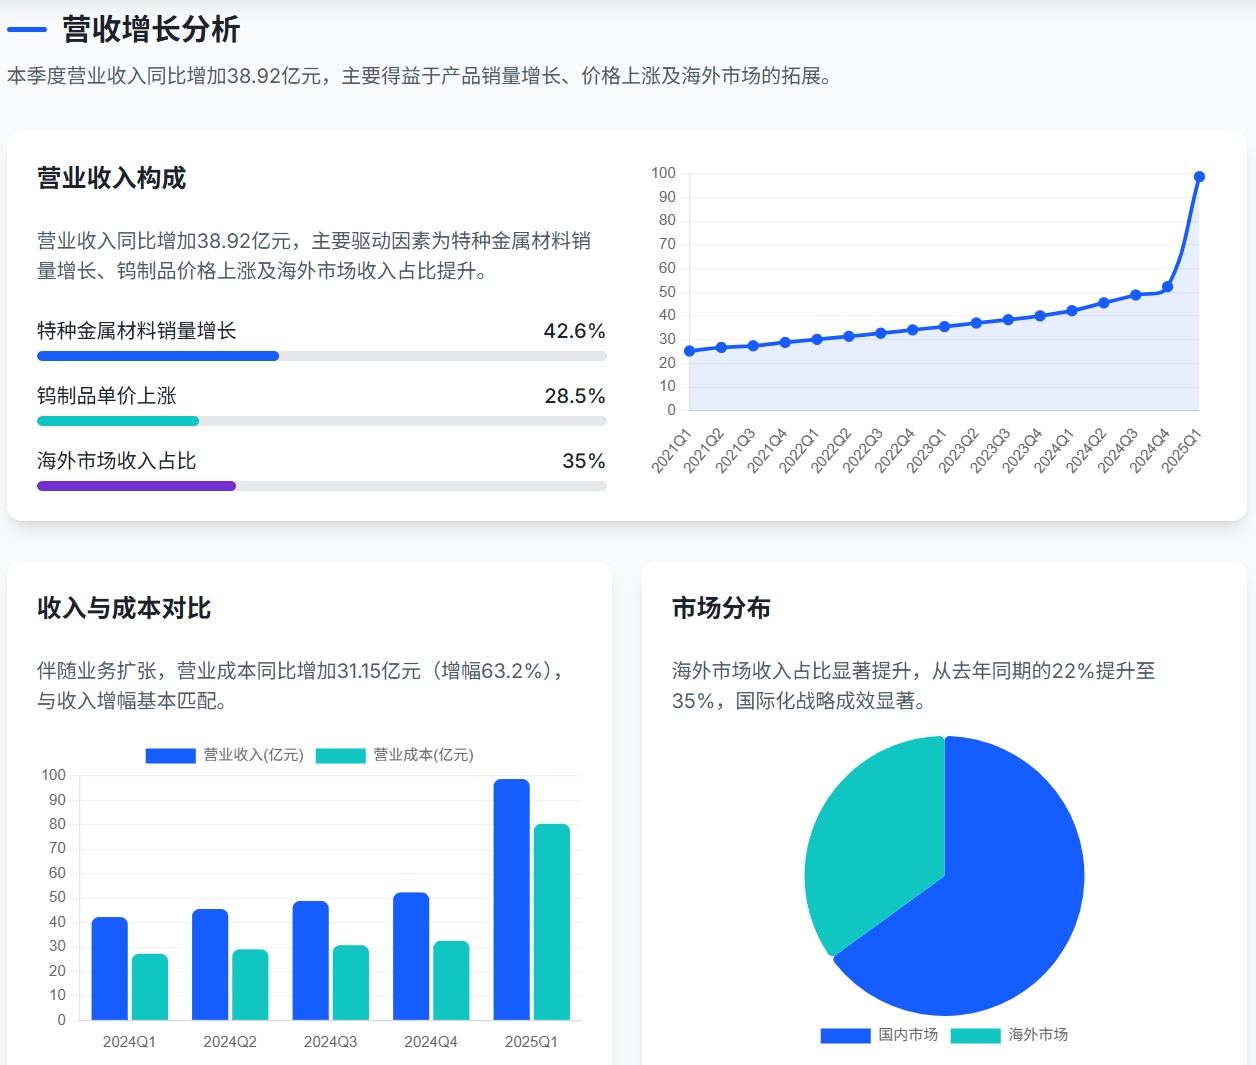 营收增长分析
本季度营业收入同比增加38.92亿元，主要得益于产品销量增长、价格上涨及海外市场的拓展。
营业收入构成
营业收入同比增加38.92亿元，主要驱动因素为特种金属材料销
量增长、钨制品价格上涨及海外市场收入占比提升。
特种金属材料销量增长 42.6%
钨制品单价上涨 28.5%
海外市场收入占比 35%
100
90
80
70
60
50
40
30
20
10
0
2021Q1 2021Q2 2021Q3 2021Q4 2022Q1 2022Q2 2022Q3 2022Q4 2023Q1 2023Q2 2023Q3 2023Q4 2024Q1 2024Q2 2024Q3 2024Q4 2025Q1
收入与成本对比
伴随业务扩张，营业成本同比增加31.15亿元（增幅63.2%），
与收入增幅基本匹配。
营业收入(亿元) 营业成本(亿元)
100
90
80
70
60
50
40
30
20
10
0
2024Q1 2024Q2 2024Q3 2024Q4 2025Q1
市场分布
海外市场收入占比显著提升，从去年同期的22%提升至
35%，国际化战略成效显著。
国内市场 海外市场